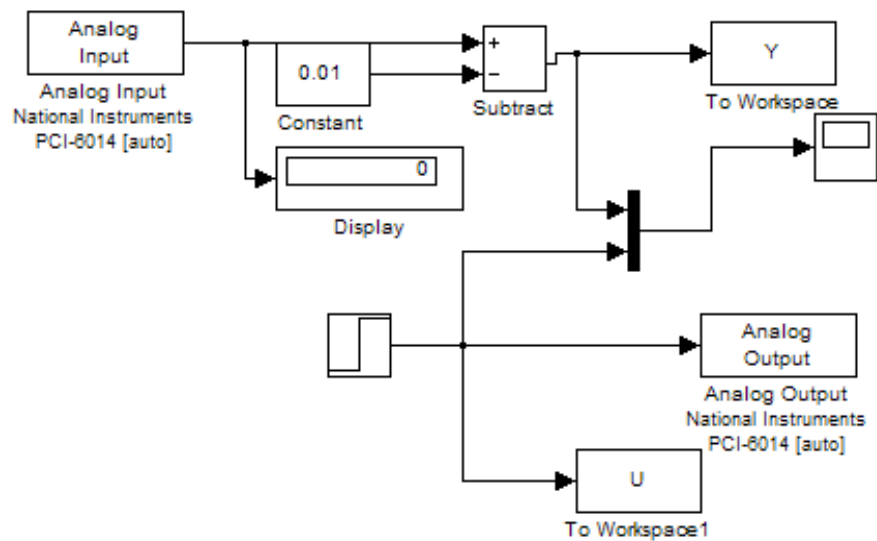 Analog
Input
Analog Input
National Instruments
PCI-6014 [auto]
0.01
Constant
+
−
Subtract
Y
To Workspace
0
Display
Analog
Output
Analog Output
National Instruments
PCI-6014 [auto]
U
To Workspace1